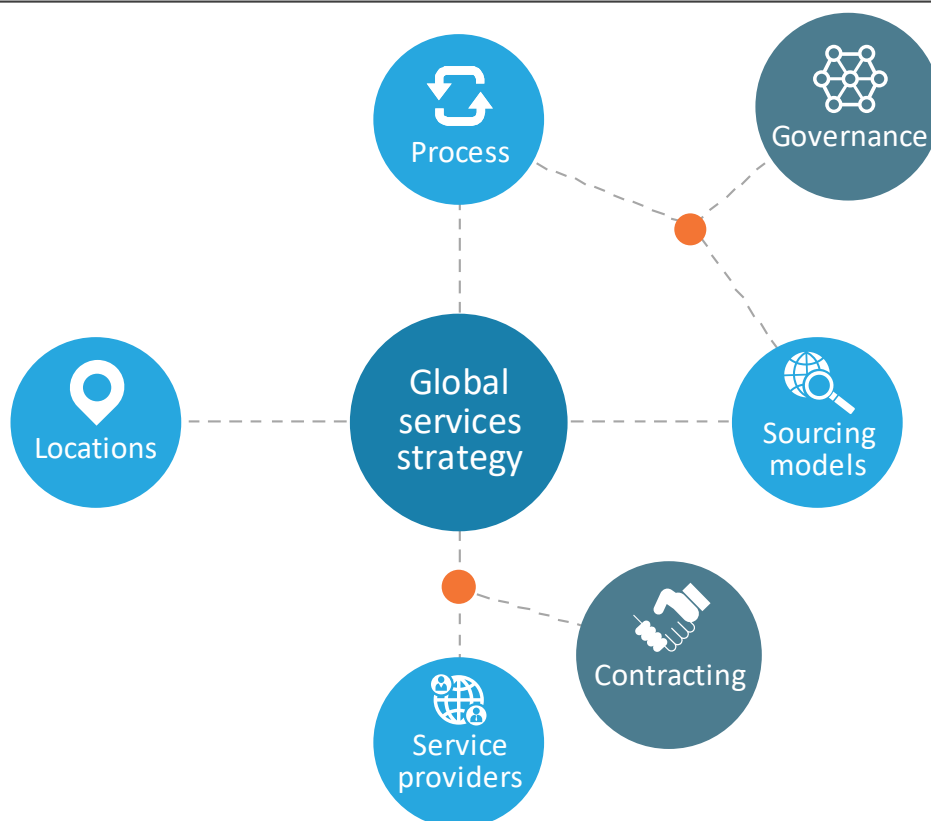 Process
Governance
Global
services
strategy
Locations
Sourcing
models
Contracting
Service
providers